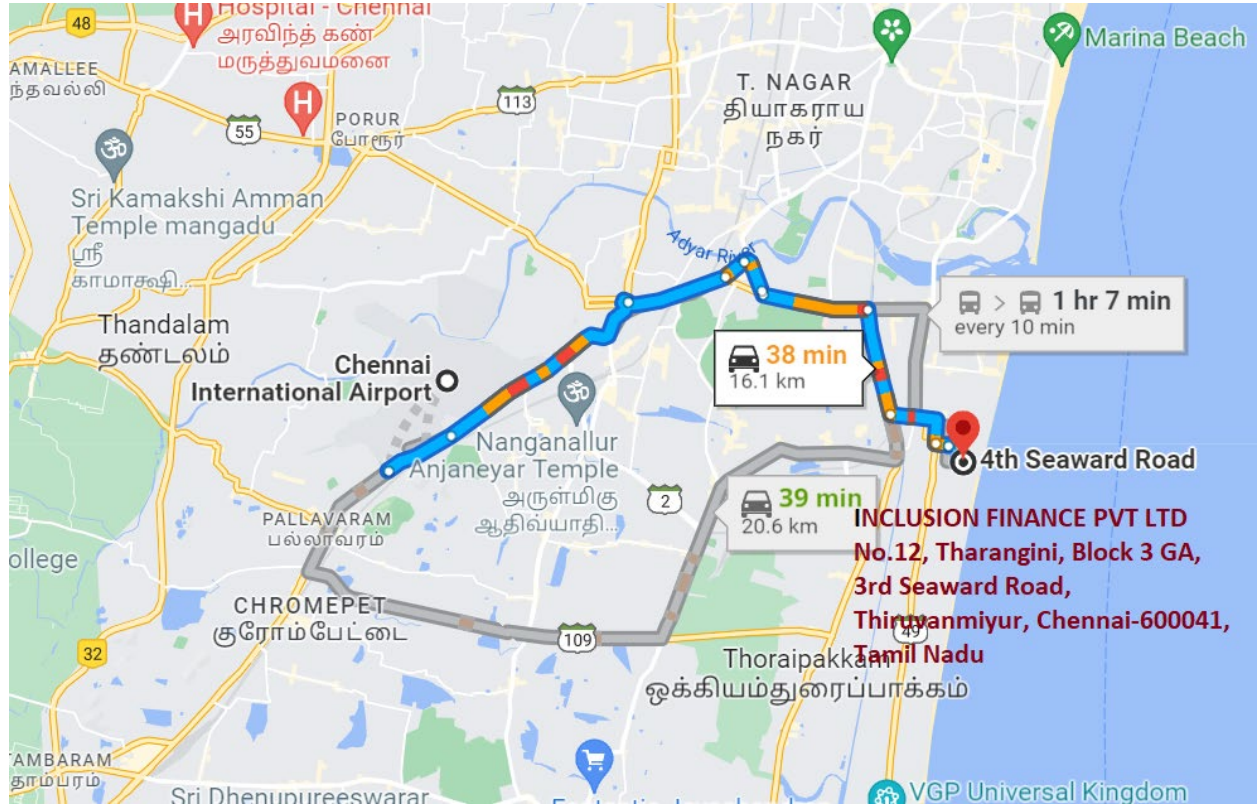 Hospital - Chennai
அரவிந்த் கண்
மருத்துவமனை
48
Marina Beach
AMALLEE
ந்தவல்லி
T. NAGAR
தியாகராய
நகர்
113
55
PORUR
போரூர்
Sri Kamakshi Amman
Temple mangadu
ஸ்ரீ
காமாக்ஷி...
Adyar River
1 hr 7 min
every 10 min
Thandalam
தண்டலம்
38 min
16.1 km
Chennai
International Airport
Nanganallur
Anjaneyar Temple
அருள்மிகு
ஆதிவ்யாதி...
4th Seaward Road
2
39 min
20.6 km
INCLUSION FINANCE PVT LTD
No.12, Tharangini, Block 3 GA,
3rd Seaward Road,
Thiruvanmiyur, Chennai-600041,
Tamil Nadu
PALLAVARAM
பல்லாவரம்
ollege
CHROMEPET
குரோம்பேட்டை
109
49
32
Thoraipakkam
ஒக்கியம்துரைப்பாக்கம்
TAMBARAM
தாம்பரம்
Sri Dhenupureeswarar
VGP Universal Kingdom